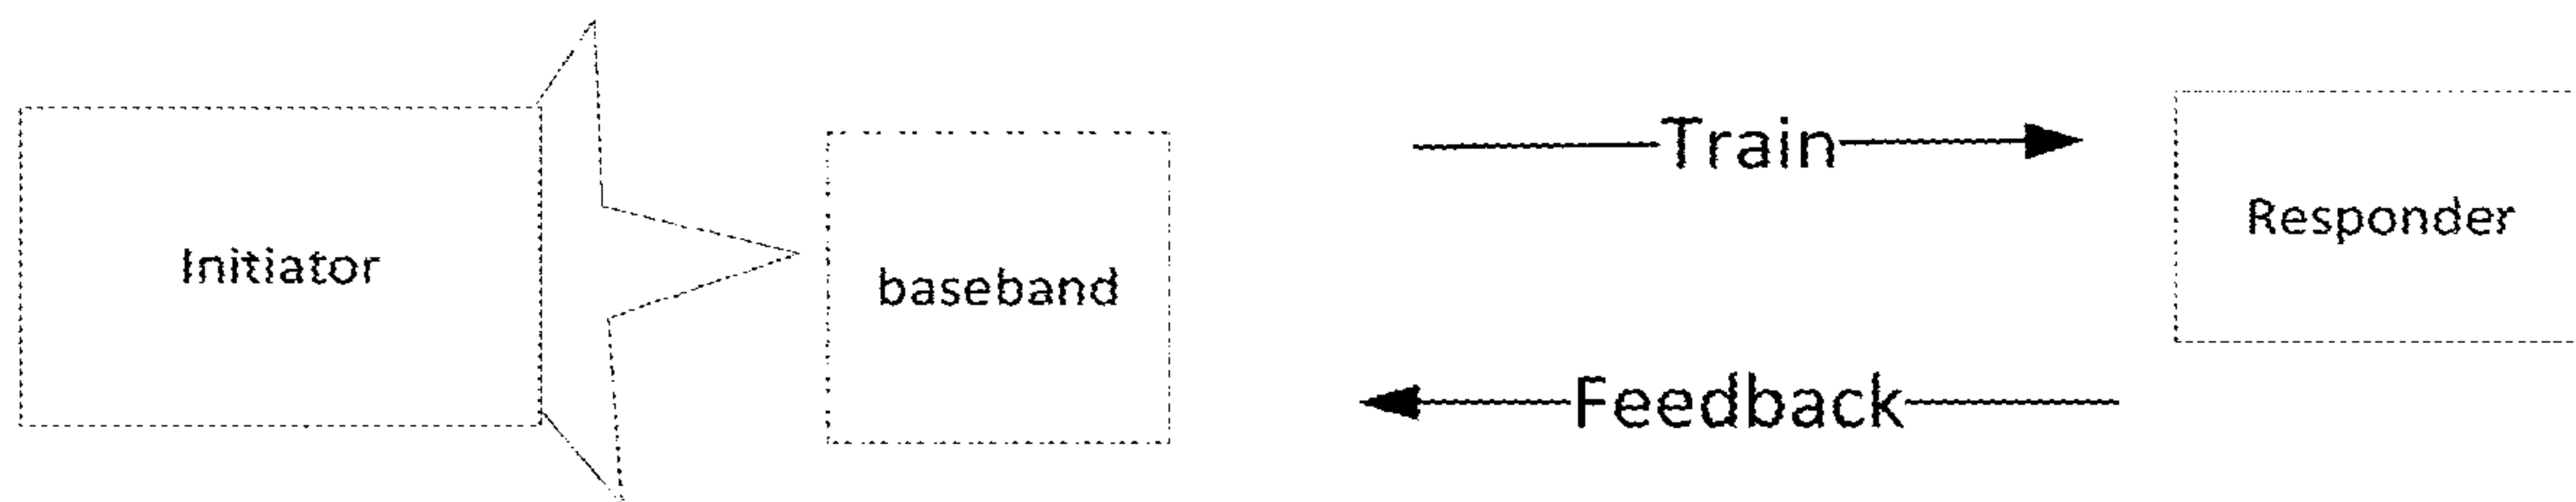 Initiator
baseband
Train
Feedback
Responder